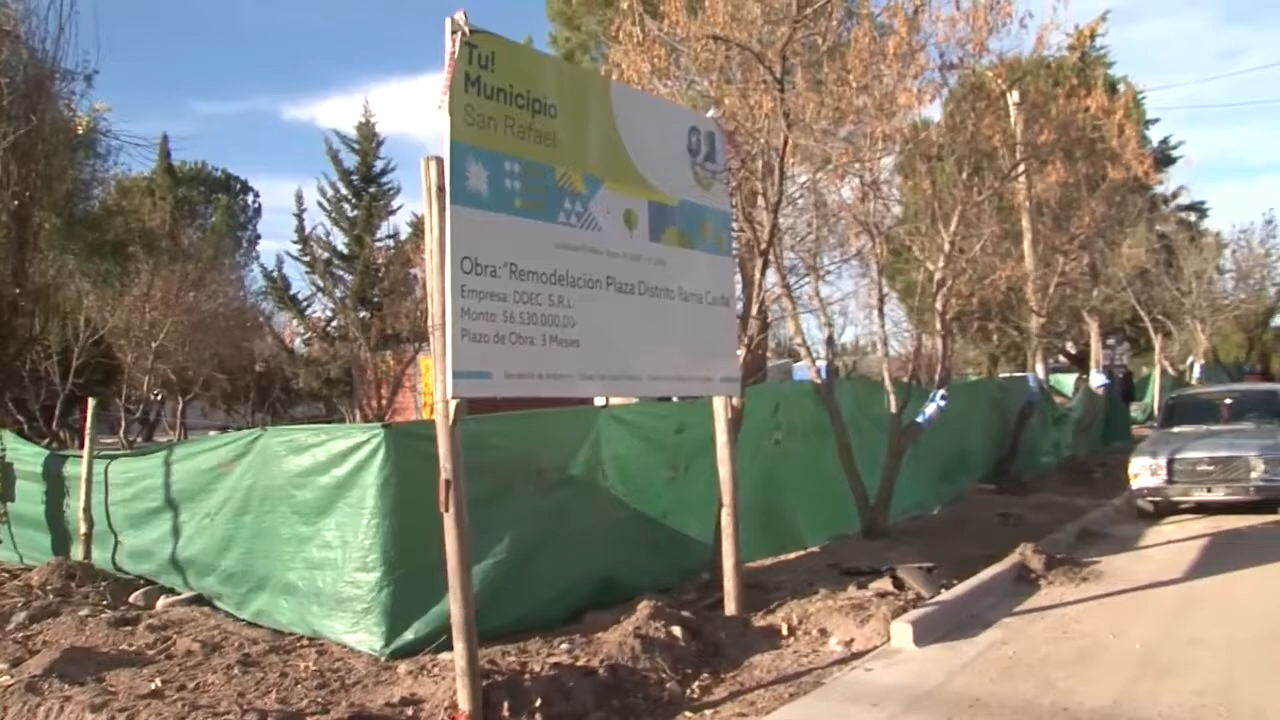 Tu!
Municipio
San Rafael
Obra: "Remodelación Plaza Distrito Rama Caída"
Empresa: DDEC S.R.L.
Monto: $6.530.000,00
Plazo de Obra: 3 Meses